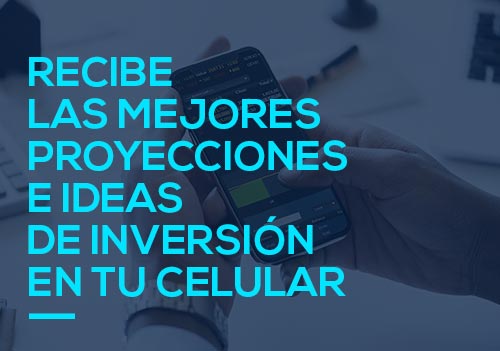 RECIBE
LAS MEJORES
PROYECCIONES
E IDEAS
DE INVERSIÓN
EN TU CELULAR